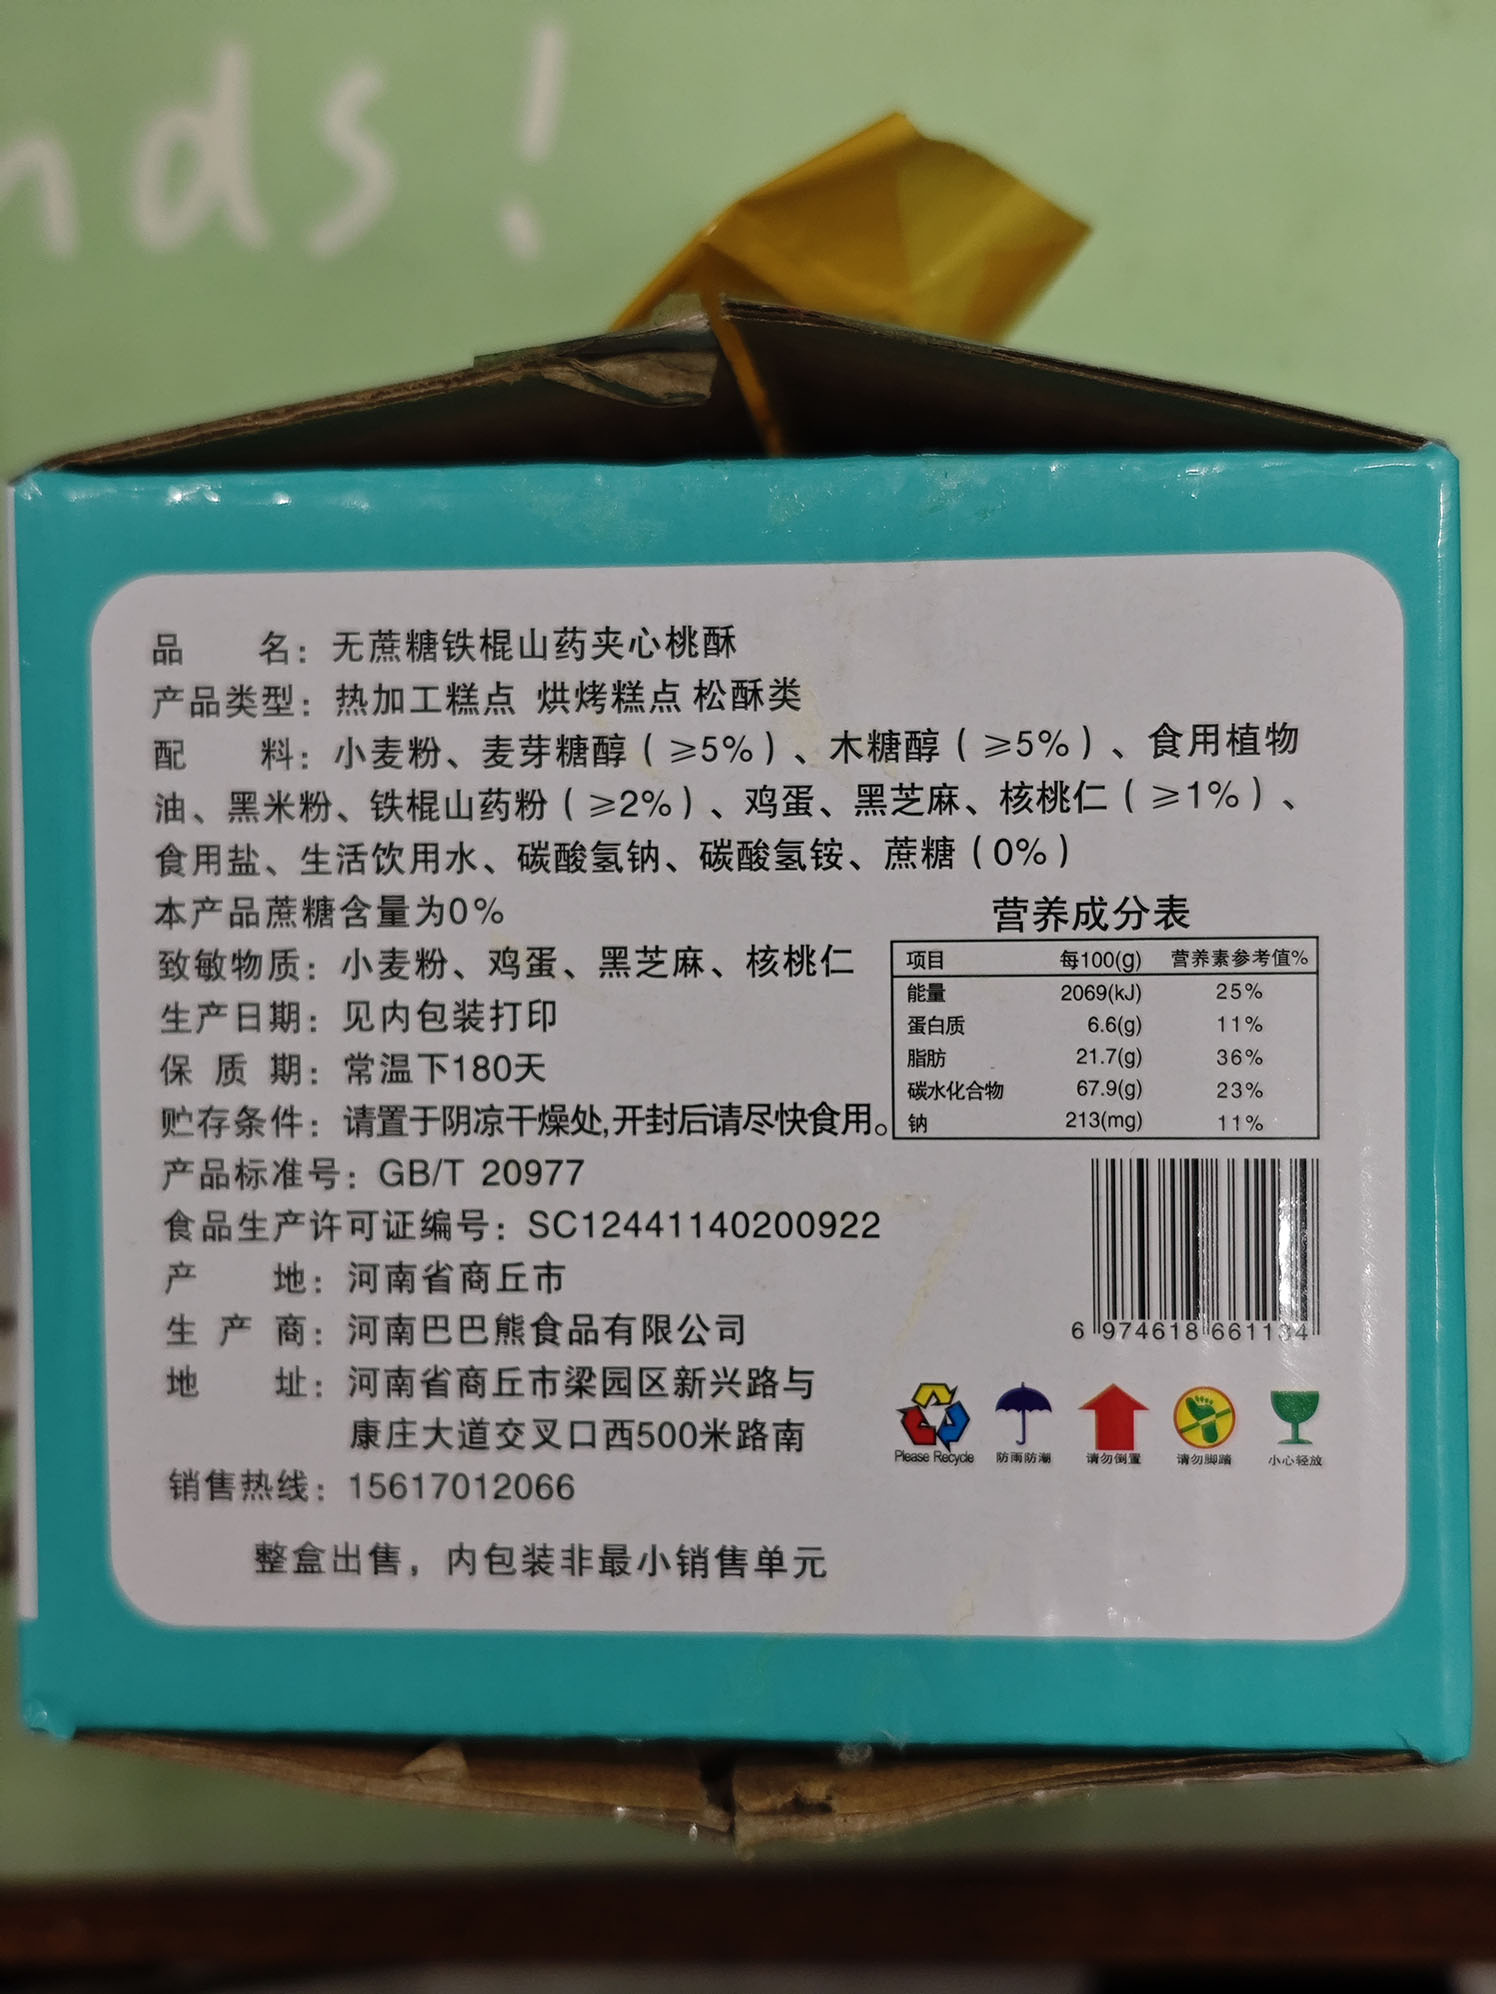 nds!
品 名：无蔗糖铁棍山药夹心桃酥
产品类型：热加工糕点 烘烤糕点 松酥类
配 料：小麦粉、麦芽糖醇（≥5%）、木糖醇（≥5%）、食用植物
油、黑米粉、铁棍山药粉（≥2%）、鸡蛋、黑芝麻、核桃仁（≥1%）、
食用盐、生活饮用水、碳酸氢钠、碳酸氢铵、蔗糖（0%）
本产品蔗糖含量为0%
致敏物质：小麦粉、鸡蛋、黑芝麻、核桃仁
生产日期：见内包装打印
保 质 期：常温下180天
贮存条件：请置于阴凉干燥处,开封后请尽快食用。
产品标准号：GB/T 20977
食品生产许可证编号：SC12441140200922
产 地：河南省商丘市
生 产 商：河南巴巴熊食品有限公司
地 址：河南省商丘市梁园区新兴路与
康庄大道交叉口西500米路南
销售热线：15617012066
整盒出售，内包装非最小销售单元
营养成分表
项目 每100(g) 营养素参考值%
能量 2069(kJ) 25%
蛋白质 6.6(g) 11%
脂肪 21.7(g) 36%
碳水化合物 67.9(g) 23%
钠 213(mg) 11%
6 974618 661134
Please Recycle 防雨防潮 请勿倒置 请勿脚踏 小心轻放